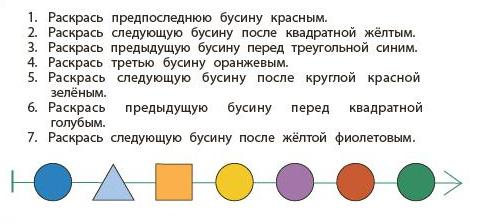 1. Раскрась предпоследнюю бусину красным.
2. Раскрась следующую бусину после квадратной жёлтым.
3. Раскрась предыдущую бусину перед треугольной синим.
4. Раскрась третью бусину оранжевым.
5. Раскрась следующую бусину после круглой красной
зелёным.
6. Раскрась предыдущую бусину перед квадратной
голубым.
7. Раскрась следующую бусину после жёлтой фиолетовым.